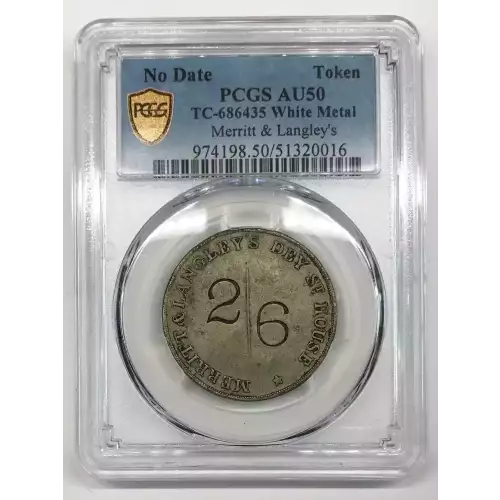 No Date Token
PCGS AU50
TC-686435 White Metal
Merritt & Langley's
974198.50/51320016
PCGS
MERRITT & LANGLEY'S DEY ST. HOUSE
2/6